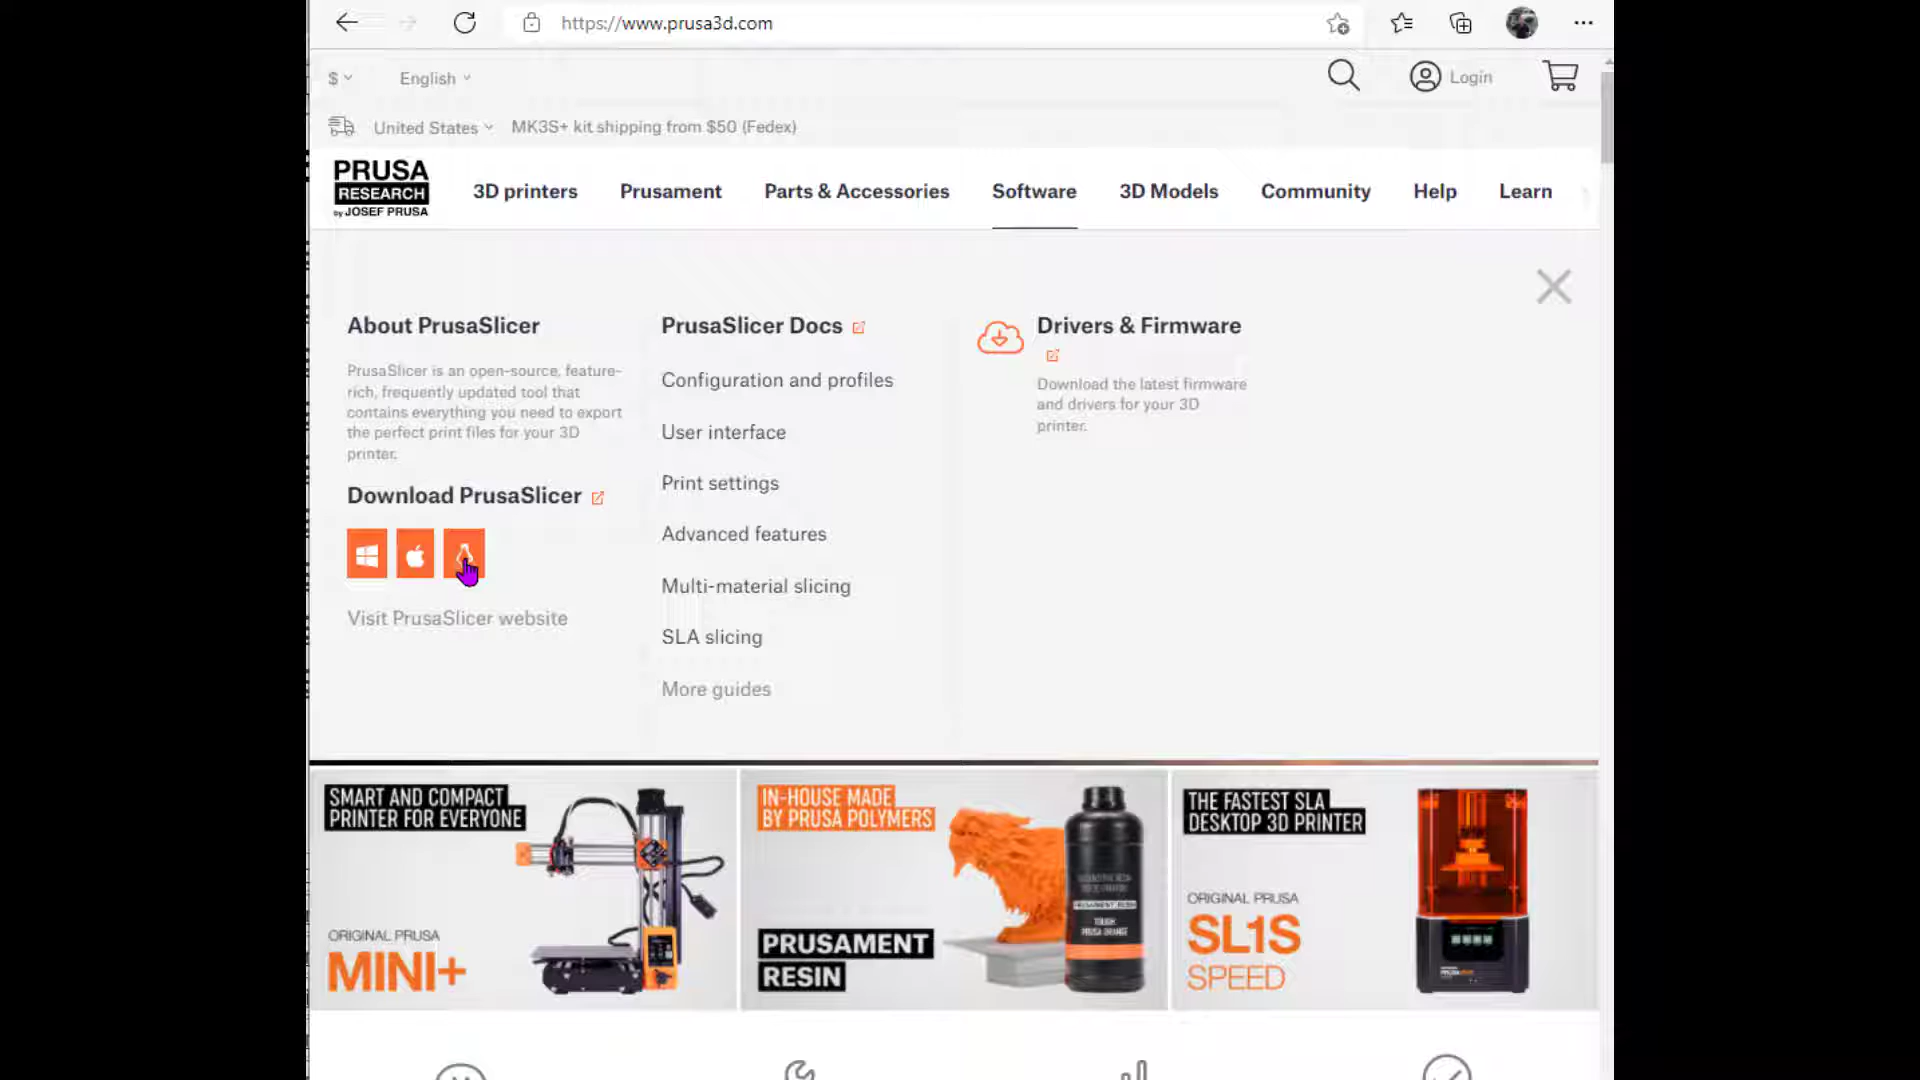 https://www.prusa3d.com
$
English
Login
United States
MK3S+ kit shipping from $50 (Fedex)
PRUSA
RESEARCH
by JOSEF PRUSA
3D printers
Prusament
Parts & Accessories
Software
3D Models
Community
Help
Learn
About PrusaSlicer
PrusaSlicer is an open-source, feature-
rich, frequently updated tool that
contains everything you need to export
the perfect print files for your 3D
printer.
Download PrusaSlicer
Visit PrusaSlicer website
PrusaSlicer Docs
Configuration and profiles
User interface
Print settings
Advanced features
Multi-material slicing
SLA slicing
More guides
Drivers & Firmware
Download the latest firmware
and drivers for your 3D
printer.
SMART AND COMPACT
PRINTER FOR EVERYONE
ORIGINAL PRUSA
MINI+
IN-HOUSE MADE
BY PRUSA POLYMERS
PRUSAMENT
RESIN
PRUSAMENT RESIN
TOUGH
PRUSA ORANGE
THE FASTEST SLA
DESKTOP 3D PRINTER
ORIGINAL PRUSA
SL1S
SPEED